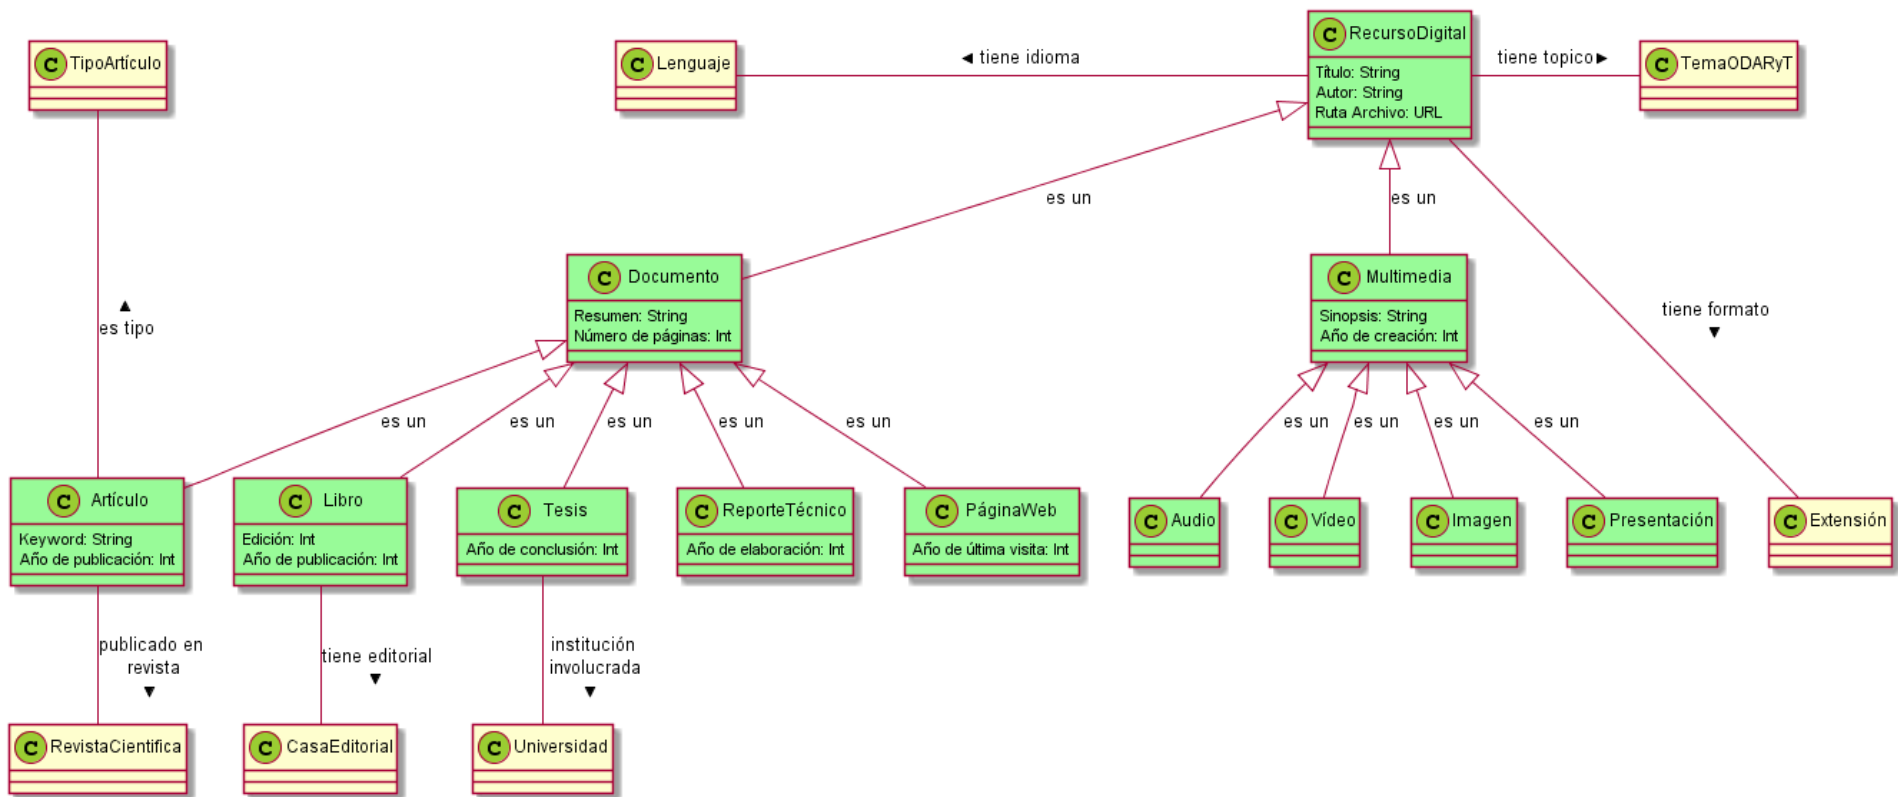 C RecursoDigital
Título: String
Autor: String
Ruta Archivo: URL
C TipoArtículo
C Lenguaje
◄ tiene idioma
tiene topico►
C TemaODARyT
es un
es un
C Documento
Resumen: String
Número de páginas: Int
C Multimedia
Sinopsis: String
Año de creación: Int
▲
es tipo
tiene formato
▼
es un
es un
es un
es un
es un
es un
es un
es un
es un
C Artículo
Keyword: String
Año de publicación: Int
C Libro
Edición: Int
Año de publicación: Int
C Tesis
Año de conclusión: Int
C ReporteTécnico
Año de elaboración: Int
C PáginaWeb
Año de última visita: Int
C Audio
C Vídeo
C Imagen
C Presentación
C Extensión
publicado en
revista
▼
tiene editorial
▼
institución
involucrada
▼
C RevistaCientifica
C CasaEditorial
C Universidad